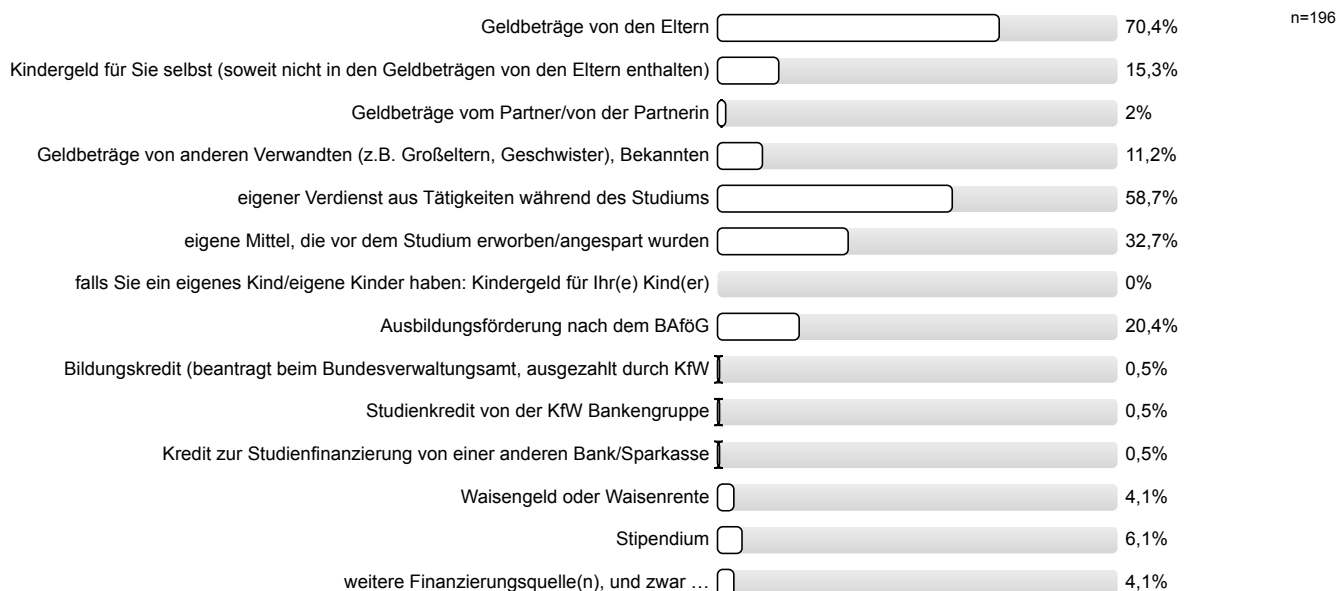 n=196
Geldbeträge von den Eltern 70,4%
Kindergeld für Sie selbst (soweit nicht in den Geldbeträgen von den Eltern enthalten) 15,3%
Geldbeträge vom Partner/von der Partnerin 2%
Geldbeträge von anderen Verwandten (z.B. Großeltern, Geschwister), Bekannten 11,2%
eigener Verdienst aus Tätigkeiten während des Studiums 58,7%
eigene Mittel, die vor dem Studium erworben/angespart wurden 32,7%
falls Sie ein eigenes Kind/eigene Kinder haben: Kindergeld für Ihr(e) Kind(er) 0%
Ausbildungsförderung nach dem BAföG 20,4%
Bildungskredit (beantragt beim Bundesverwaltungsamt, ausgezahlt durch KfW 0,5%
Studienkredit von der KfW Bankengruppe 0,5%
Kredit zur Studienfinanzierung von einer anderen Bank/Sparkasse 0,5%
Waisengeld oder Waisenrente 4,1%
Stipendium 6,1%
weitere Finanzierungsquelle(n), und zwar … 4,1%